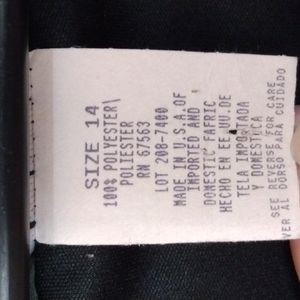 SIZE 14
100% POLYESTER\
POLIESTER
RN 67563
LOT 208-7400
MADE IN U.S.A.OF
IMPORTED AND
DOMESTIC FABRIC
HECHO EN EE.UU.DE
TELA IMPORTADA
Y DOMESTICA
SEE REVERSE FOR CARE
VER AL DORSO PARA CUIDADO